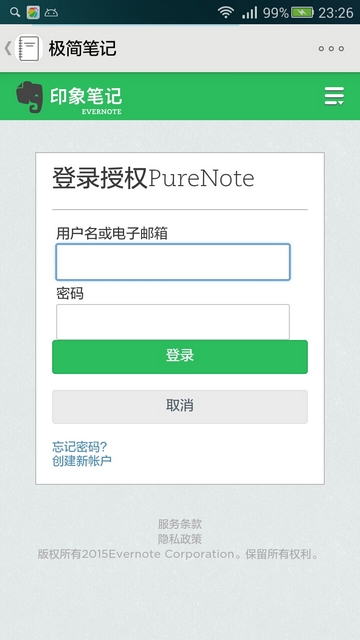 99% 23:26
极简笔记
印象笔记
EVERNOTE
登录授权PureNote
用户名或电子邮箱
密码
登录
取消
忘记密码?
创建新帐户
服务条款
隐私政策
版权所有2015Evernote Corporation。保留所有权利。